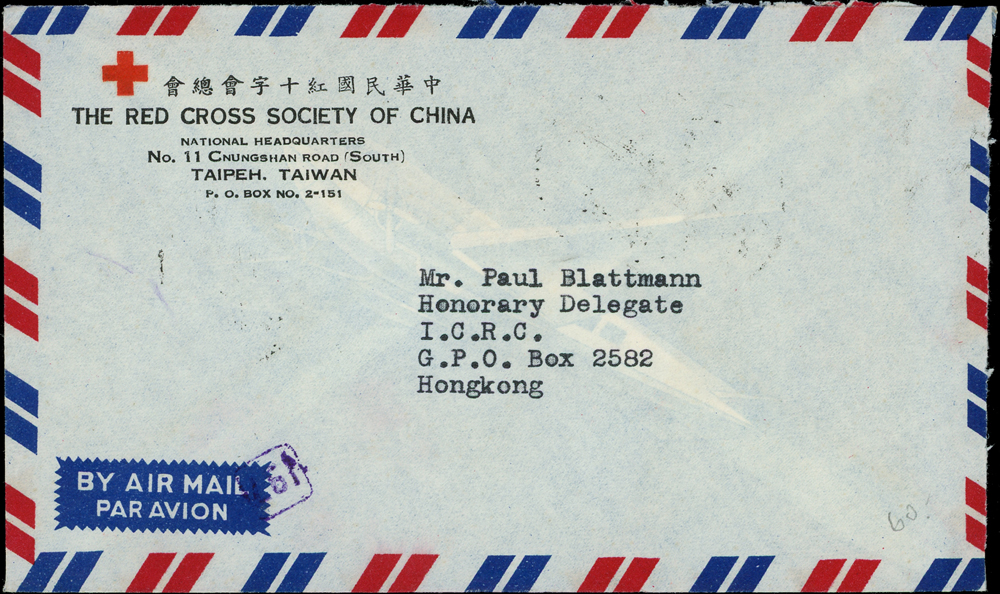 中華民國紅十字會總會
THE RED CROSS SOCIETY OF CHINA
NATIONAL HEADQUARTERS
No. 11 CNUNGSHAN ROAD (SOUTH)
TAIPEH. TAIWAN
P. O. BOX NO. 2-151
Mr. Paul Blattmann
Honorary Delegate
I.C.R.C.
G.P.O. Box 2582
Hongkong
BY AIR MAIL
PAR AVION
60